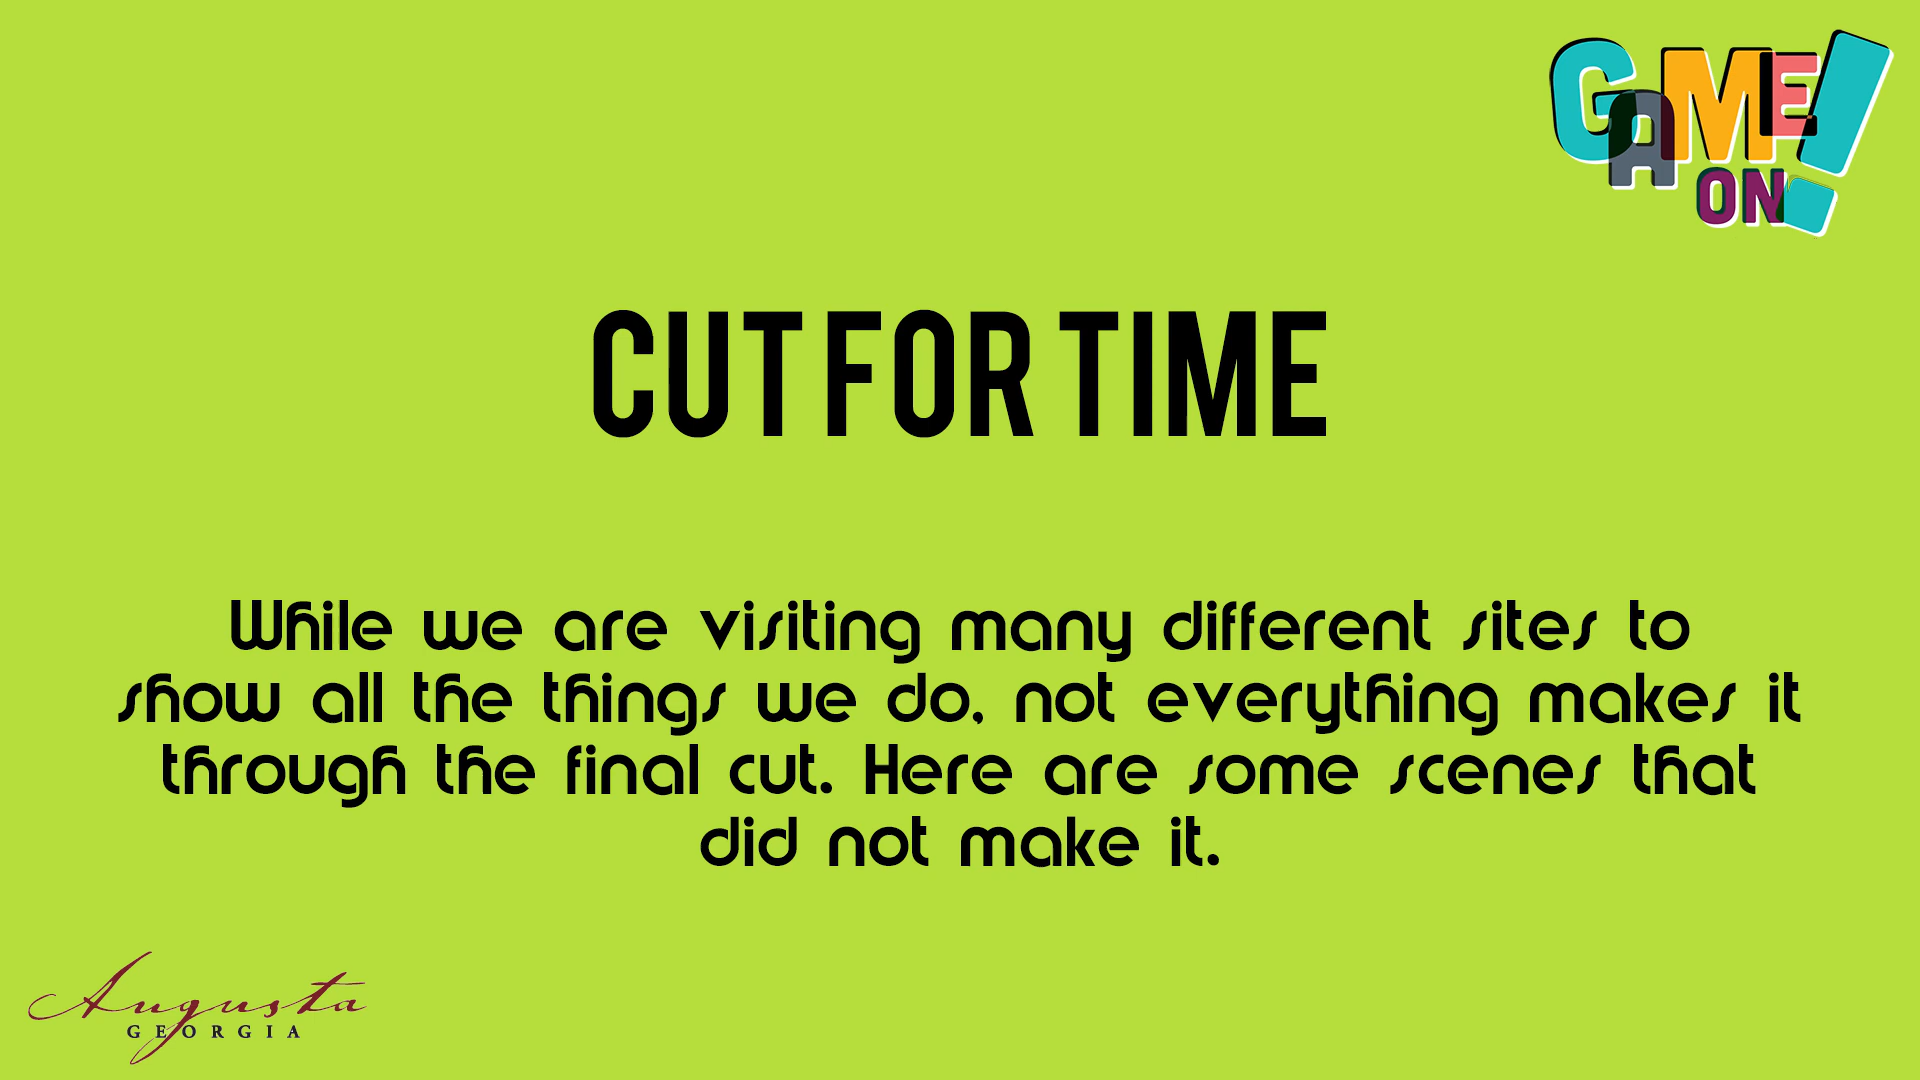 GAME ON!
CUT FOR TIME
While we are visiting many different sites to
show all the things we do, not everything makes it
through the final cut. Here are some scenes that
did not make it.
Augusta
GEORGIA